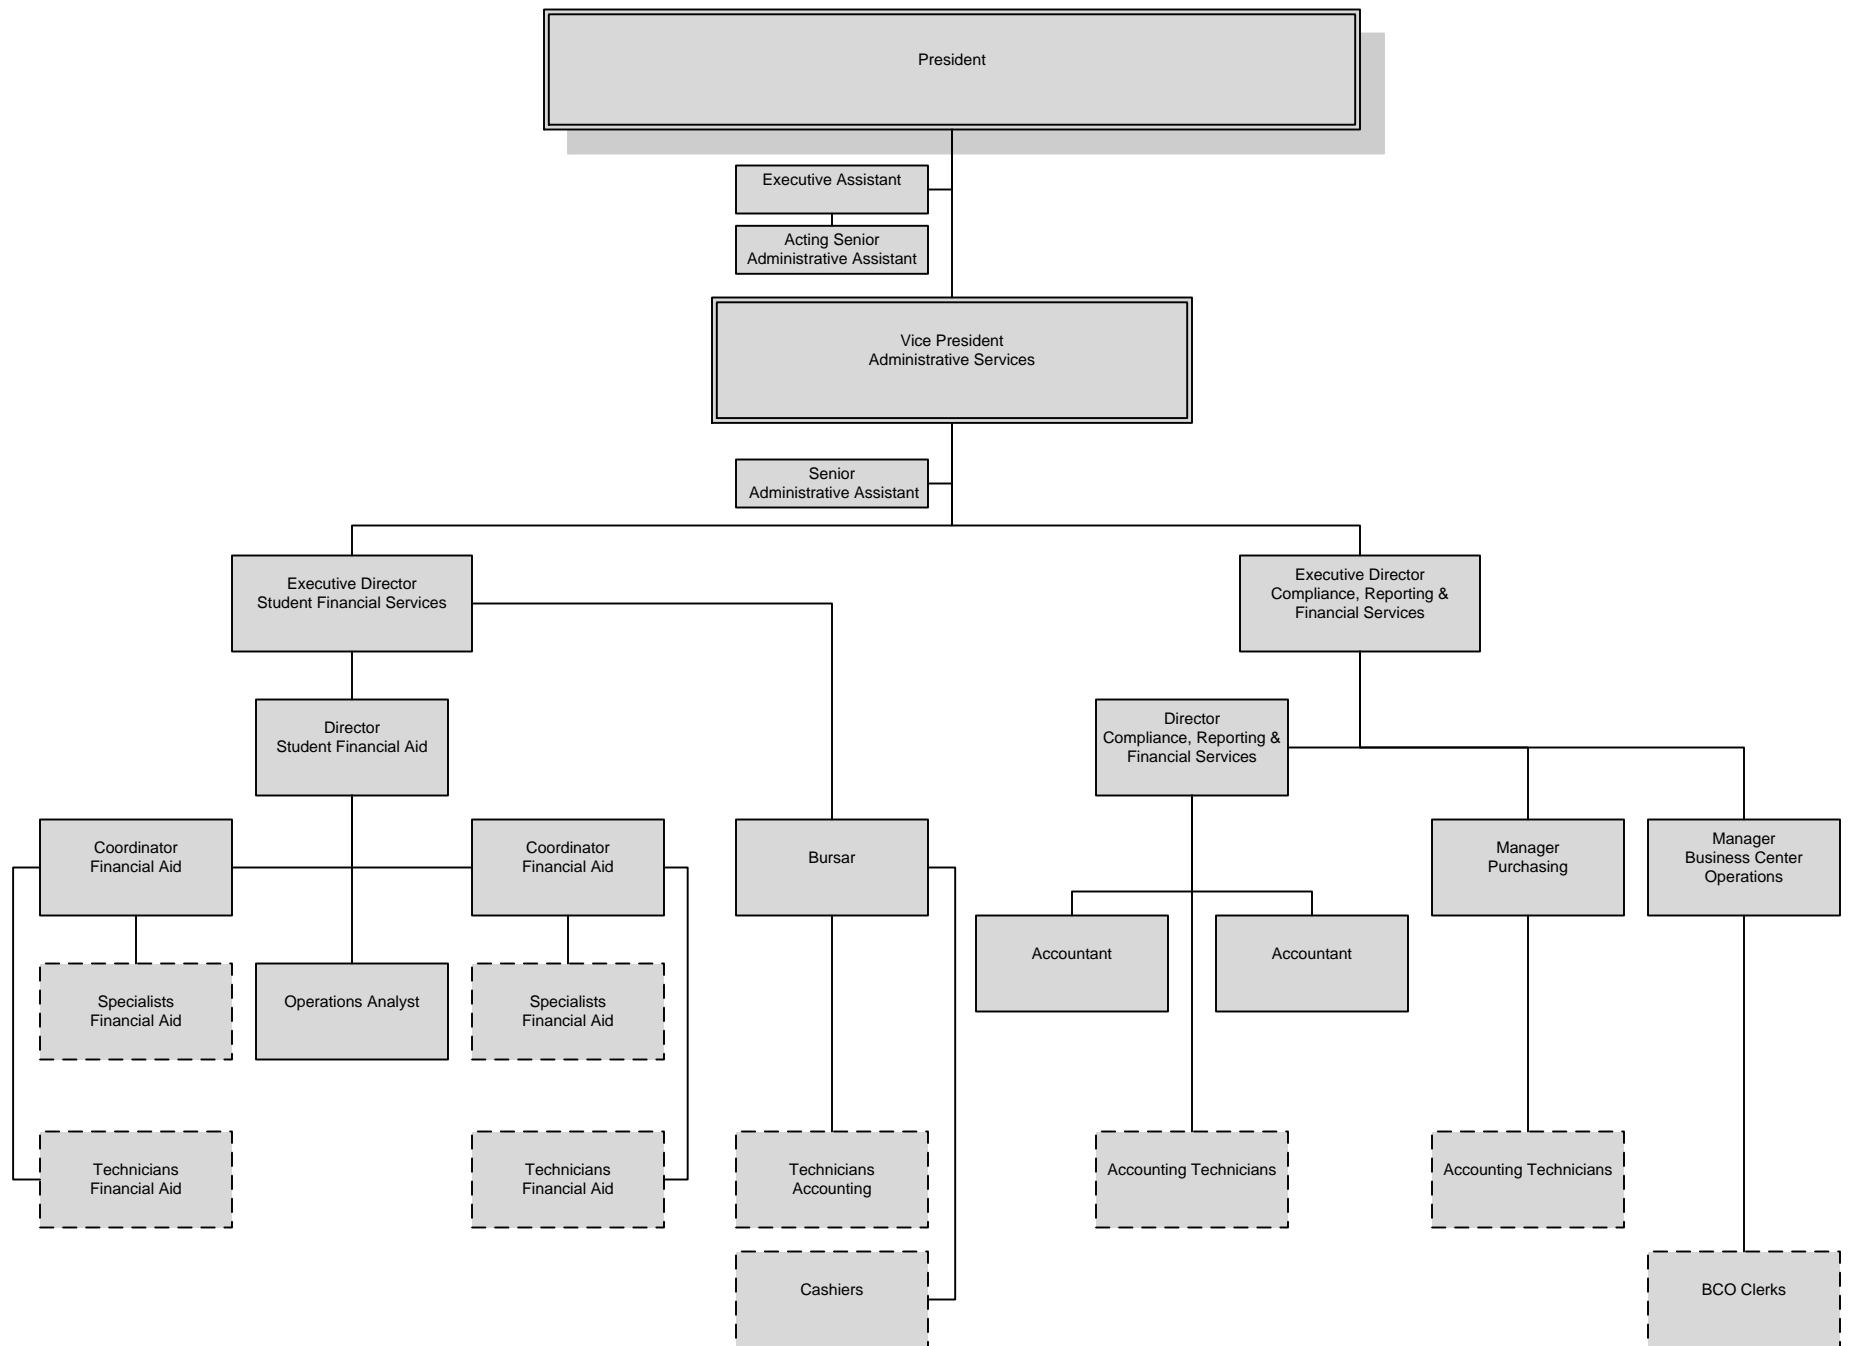 President
Executive Assistant
Acting Senior
Administrative Assistant
Vice President
Administrative Services
Senior
Administrative Assistant
Executive Director
Student Financial Services
Executive Director
Compliance, Reporting &
Financial Services
Director
Student Financial Aid
Director
Compliance, Reporting &
Financial Services
Coordinator
Financial Aid
Coordinator
Financial Aid
Bursar
Manager
Purchasing
Manager
Business Center
Operations
Accountant
Accountant
Specialists
Financial Aid
Operations Analyst
Specialists
Financial Aid
Technicians
Financial Aid
Technicians
Financial Aid
Technicians
Accounting
Accounting Technicians
Accounting Technicians
Cashiers
BCO Clerks